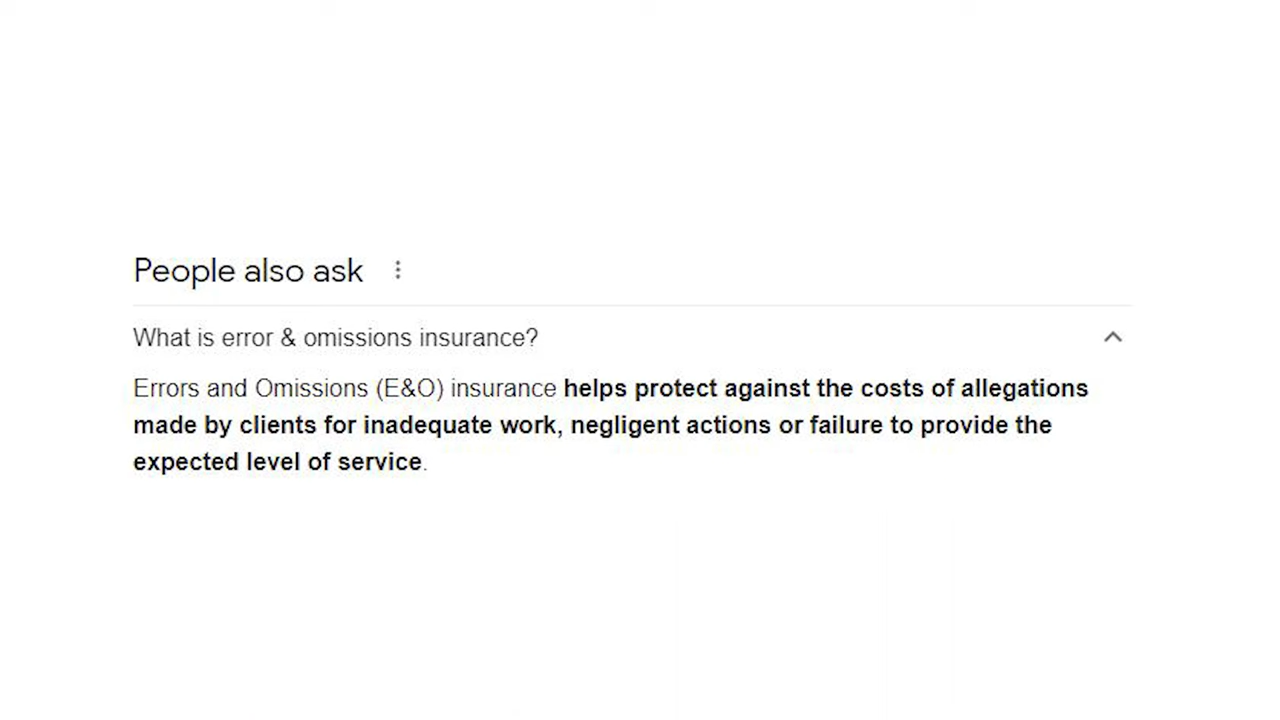 People also ask
What is error & omissions insurance?
Errors and Omissions (E&O) insurance helps protect against the costs of allegations
made by clients for inadequate work, negligent actions or failure to provide the
expected level of service.